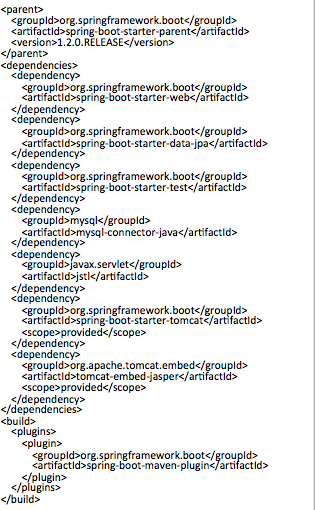 <parent>
<groupId>org.springframework.boot</groupId>
<artifactId>spring-boot-starter-parent</artifactId>
<version>1.2.0.RELEASE</version>
</parent>
<dependencies>
<dependency>
<groupId>org.springframework.boot</groupId>
<artifactId>spring-boot-starter-web</artifactId>
</dependency>
<dependency>
<groupId>org.springframework.boot</groupId>
<artifactId>spring-boot-starter-data-jpa</artifactId>
</dependency>
<dependency>
<groupId>org.springframework.boot</groupId>
<artifactId>spring-boot-starter-test</artifactId>
</dependency>
<dependency>
<groupId>mysql</groupId>
<artifactId>mysql-connector-java</artifactId>
</dependency>
<dependency>
<groupId>javax.servlet</groupId>
<artifactId>jstl</artifactId>
</dependency>
<dependency>
<groupId>org.springframework.boot</groupId>
<artifactId>spring-boot-starter-tomcat</artifactId>
<scope>provided</scope>
</dependency>
<dependency>
<groupId>org.apache.tomcat.embed</groupId>
<artifactId>tomcat-embed-jasper</artifactId>
<scope>provided</scope>
</dependency>
</dependencies>
<build>
<plugins>
<plugin>
<groupId>org.springframework.boot</groupId>
<artifactId>spring-boot-maven-plugin</artifactId>
</plugin>
</plugins>
</build>